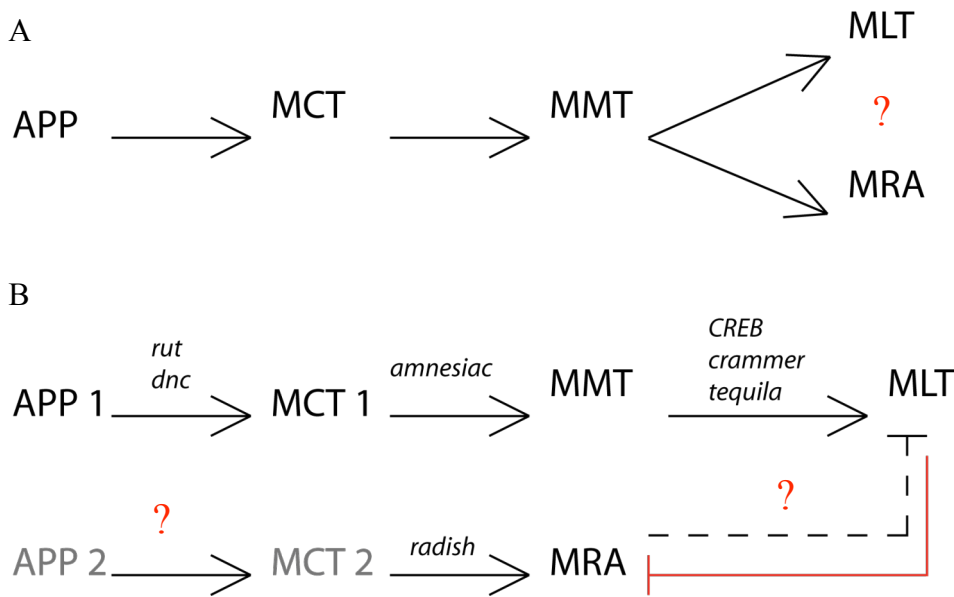 A
APP
MCT
MMT
MLT
?
MRA
B
APP 1
rut
dnc
MCT 1
amnesiac
MMT
CREB
crammer
tequila
MLT
APP 2
?
MCT 2
radish
MRA
?